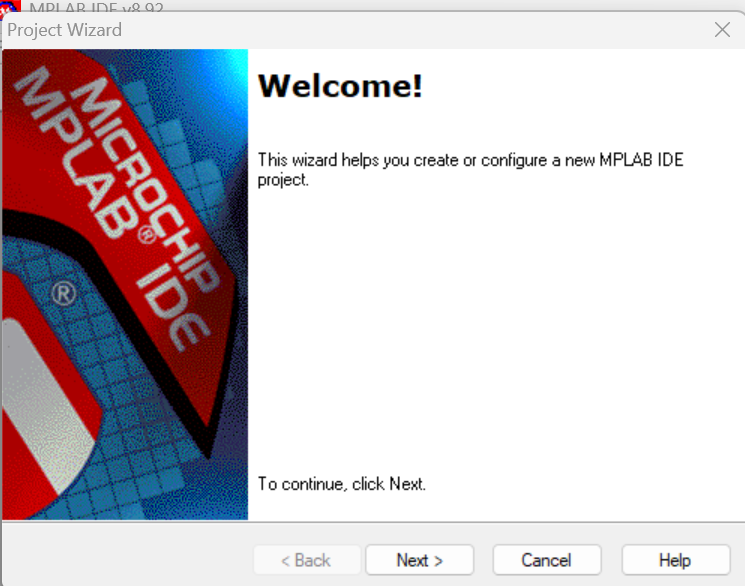 MPLAB IDE v8.92
Project Wizard
MICROCHIP
MPLAB® IDE
®
Welcome!
This wizard helps you create or configure a new MPLAB IDE
project.
To continue, click Next.
< Back
Next >
Cancel
Help